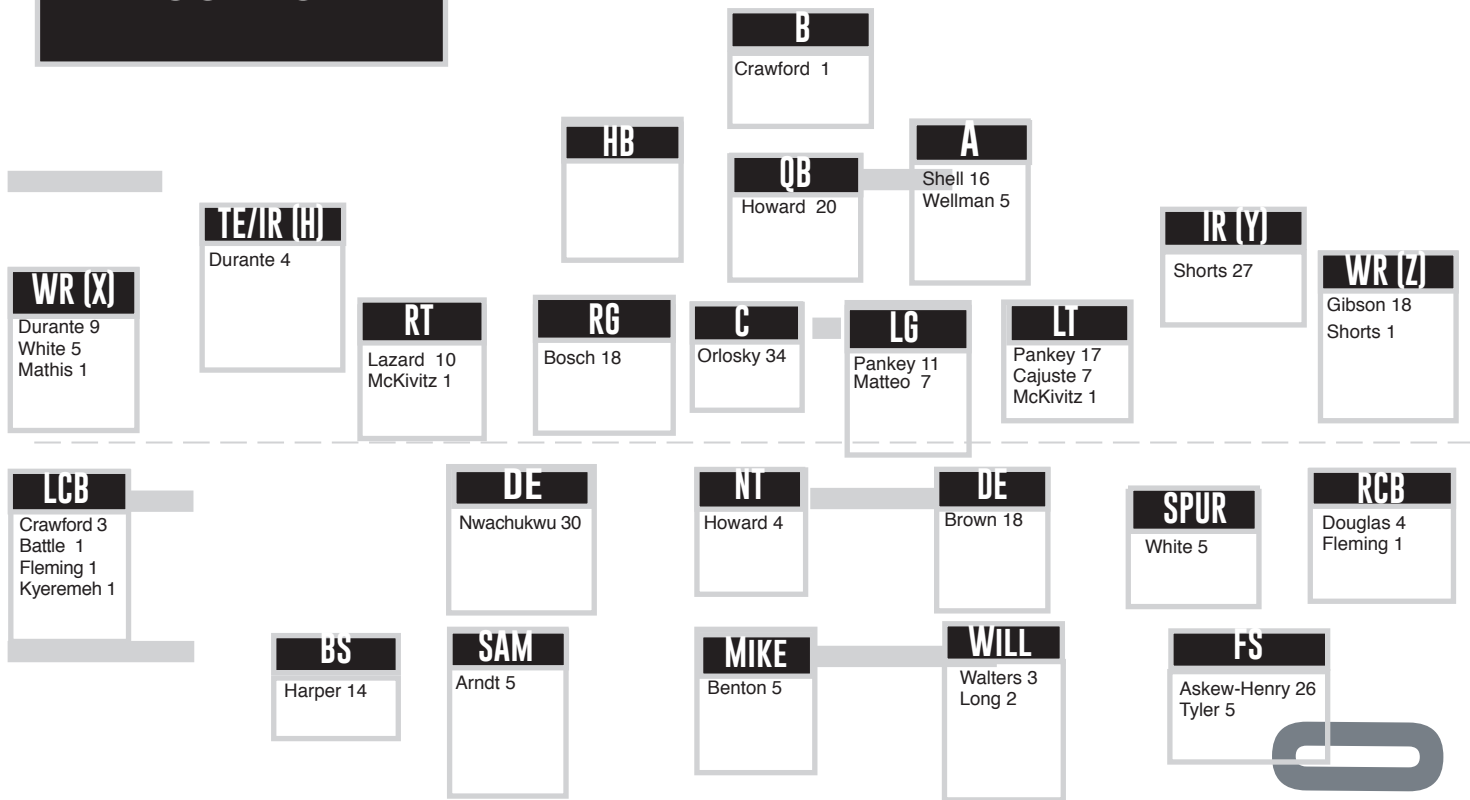 B
Crawford 1
HB
QB
Howard 20
A
Shell 16
Wellman 5
TE/IR (H)
Durante 4
IR (Y)
Shorts 27
WR (X)
Durante 9
White 5
Mathis 1
RT
Lazard 10
McKivitz 1
RG
Bosch 18
C
Orlosky 34
LG
Pankey 11
Matteo 7
LT
Pankey 17
Cajuste 7
McKivitz 1
WR (Z)
Gibson 18
Shorts 1
LCB
Crawford 3
Battle 1
Fleming 1
Kyeremeh 1
DE
Nwachukwu 30
NT
Howard 4
DE
Brown 18
SPUR
White 5
RCB
Douglas 4
Fleming 1
BS
Harper 14
SAM
Arndt 5
MIKE
Benton 5
WILL
Walters 3
Long 2
FS
Askew-Henry 26
Tyler 5